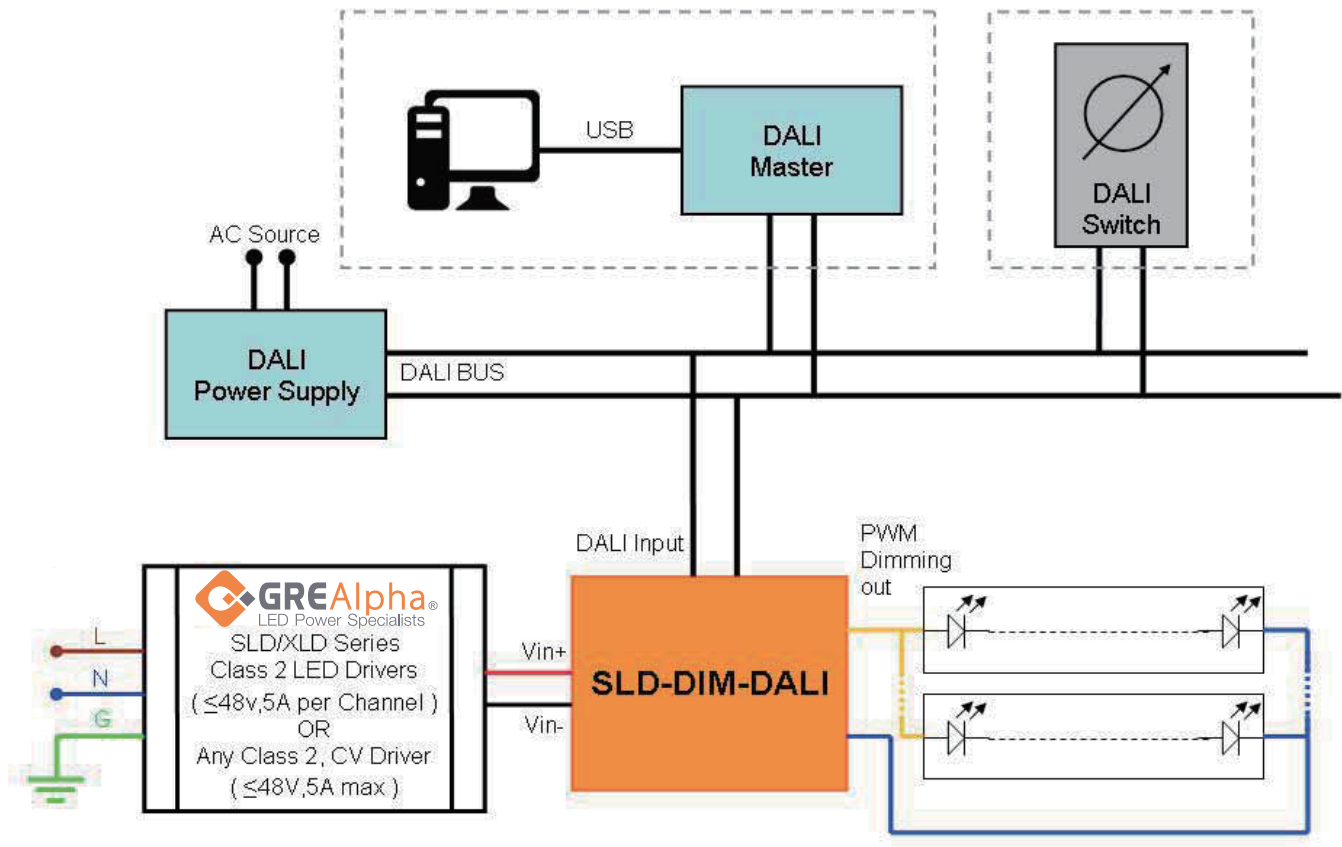 USB
DALI
Master
DALI
Switch
AC Source
DALI
Power Supply
DALI BUS
DALI Input
PWM
Dimming
out
GREAlpha®
LED Power Specialists
SLD/XLD Series
Class 2 LED Drivers
( ≤48v,5A per Channel )
OR
Any Class 2, CV Driver
( ≤48V,5A max )
L
N
G
Vin+
Vin-
SLD-DIM-DALI